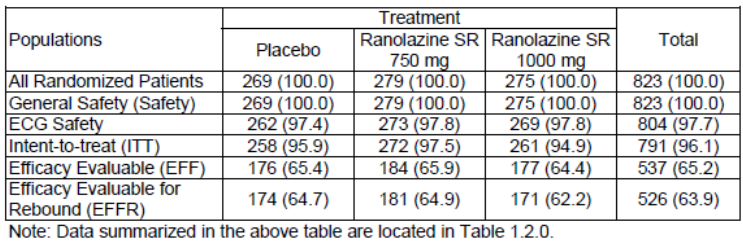 Treatment
Populations Placebo Ranolazine SR 750 mg Ranolazine SR 1000 mg Total
All Randomized Patients 269 (100.0) 279 (100.0) 275 (100.0) 823 (100.0)
General Safety (Safety) 269 (100.0) 279 (100.0) 275 (100.0) 823 (100.0)
ECG Safety 262 (97.4) 273 (97.8) 269 (97.8) 804 (97.7)
Intent-to-treat (ITT) 258 (95.9) 272 (97.5) 261 (94.9) 791 (96.1)
Efficacy Evaluable (EFF) 176 (65.4) 184 (65.9) 177 (64.4) 537 (65.2)
Efficacy Evaluable for
Rebound (EFFR) 174 (64.7) 181 (64.9) 171 (62.2) 526 (63.9)
Note: Data summarized in the above table are located in Table 1.2.0.